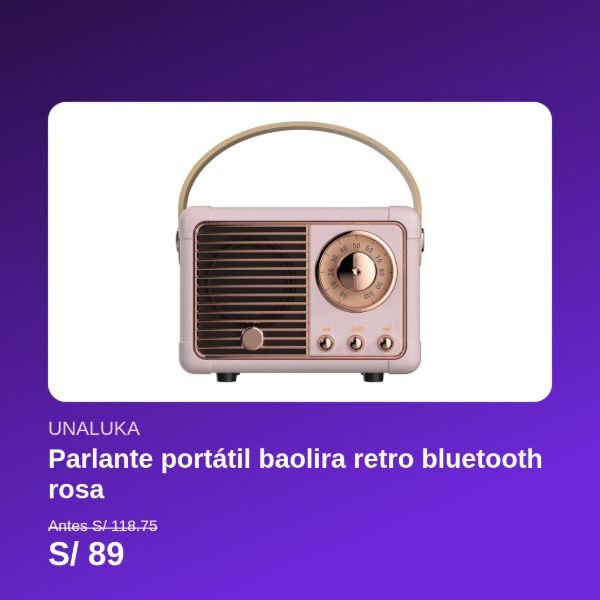 UNALUKA
Parlante portátil baolira retro bluetooth
rosa
Antes S/ 118.75
S/ 89